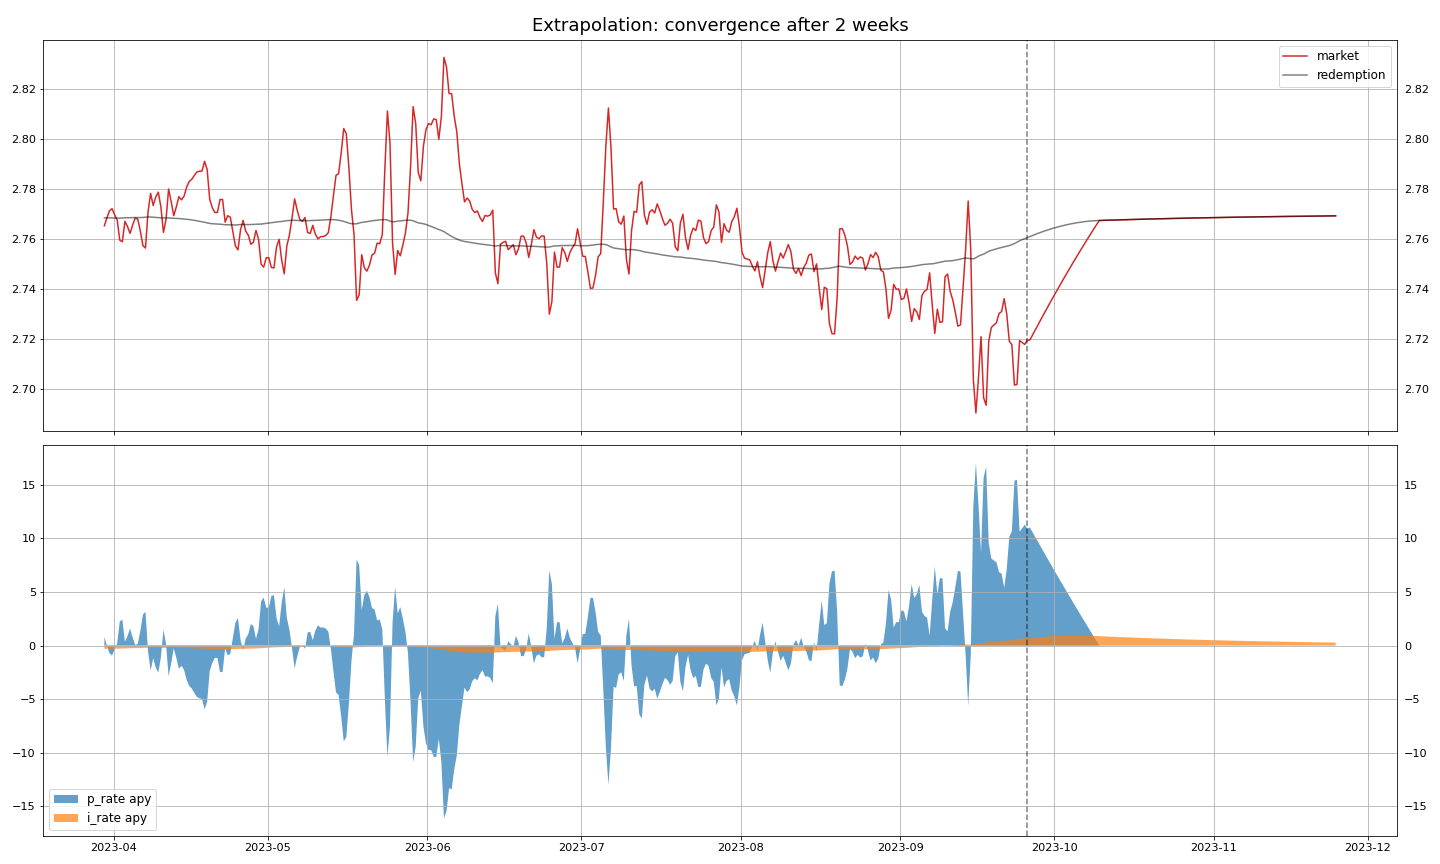 Extrapolation: convergence after 2 weeks
market
redemption
2.82 2.82
2.80 2.80
2.78 2.78
2.76 2.76
2.74 2.74
2.72 2.72
2.70 2.70
15 15
10 10
5 5
0 0
−5 −5
−10 −10
−15 −15
p_rate apy
i_rate apy
2023-04 2023-05 2023-06 2023-07 2023-08 2023-09 2023-10 2023-11 2023-12